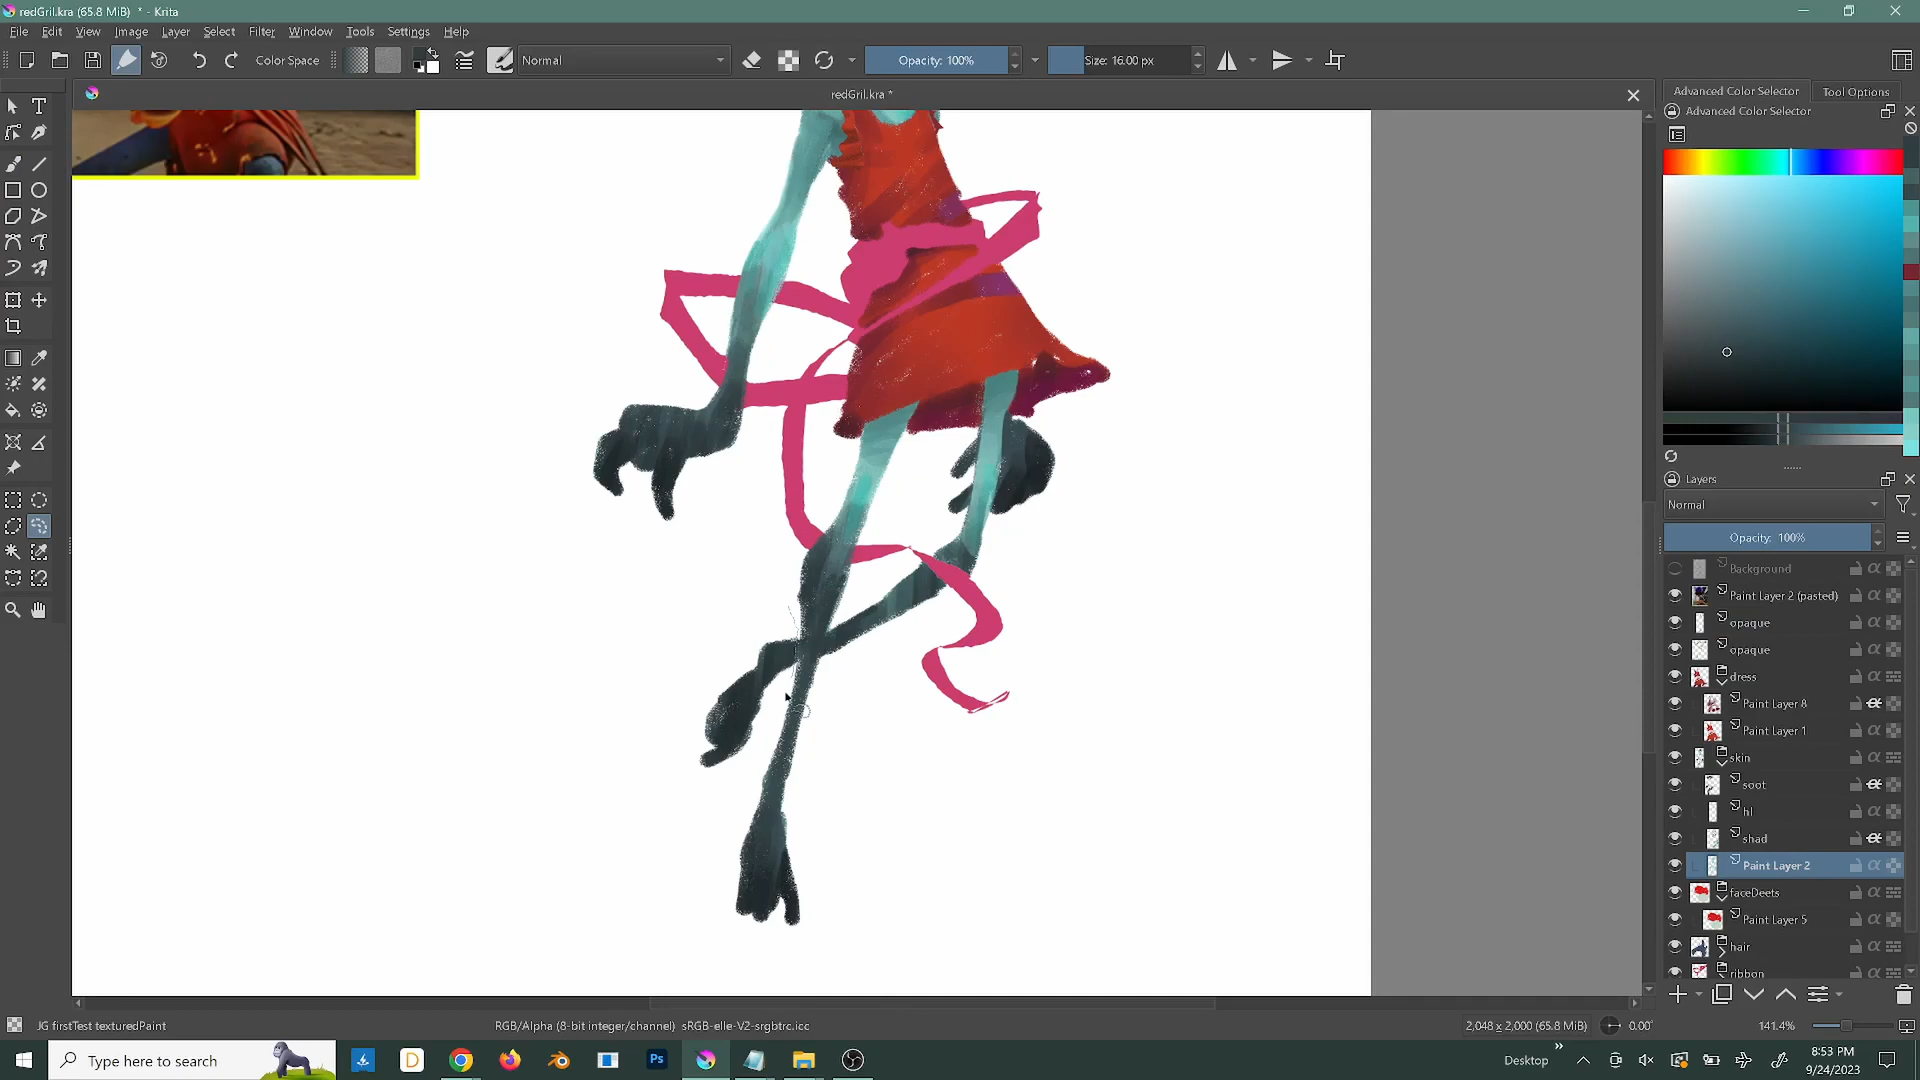 redGril.kra (65.8 MiB) * - Krita
File Edit View Image Layer Select Filter Tools Settings Window Help
Color Space Normal Opacity: 100% Size: 16.00 px
redGril.kra *
Advanced Color Selector Tool Options
Advanced Color Selector
Layers
Normal
Opacity: 100%
Background
Paint Layer 2 (pasted)
opaque
opaque
dress
Paint Layer 8
Paint Layer 1
skin
soot
hl
shad
Paint Layer 2
faceDeets
Paint Layer 5
hair
ribbon
JG firstTest texturedPaint RGB/Alpha (8-bit integer/channel) sRGB-elle-V2-srgbtrc.icc 2,048 x 2,000 (65.8 MiB) 0.00° 141.4%
Type here to search Desktop 8:53 PM
9/24/2023